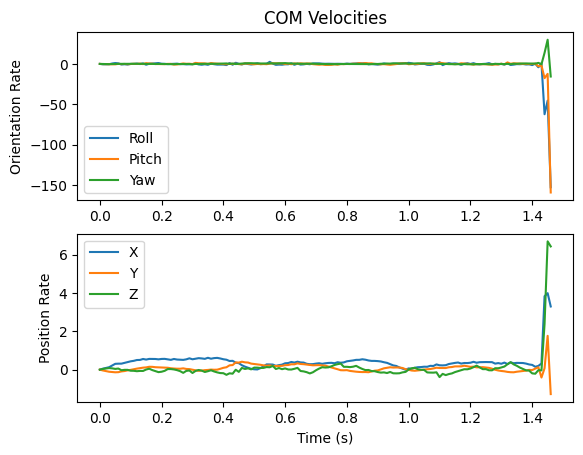 COM Velocities
Orientation Rate
0
−50
−100
−150
Roll
Pitch
Yaw
0.0 0.2 0.4 0.6 0.8 1.0 1.2 1.4
Position Rate
6
4
2
0
X
Y
Z
0.0 0.2 0.4 0.6 0.8 1.0 1.2 1.4
Time (s)